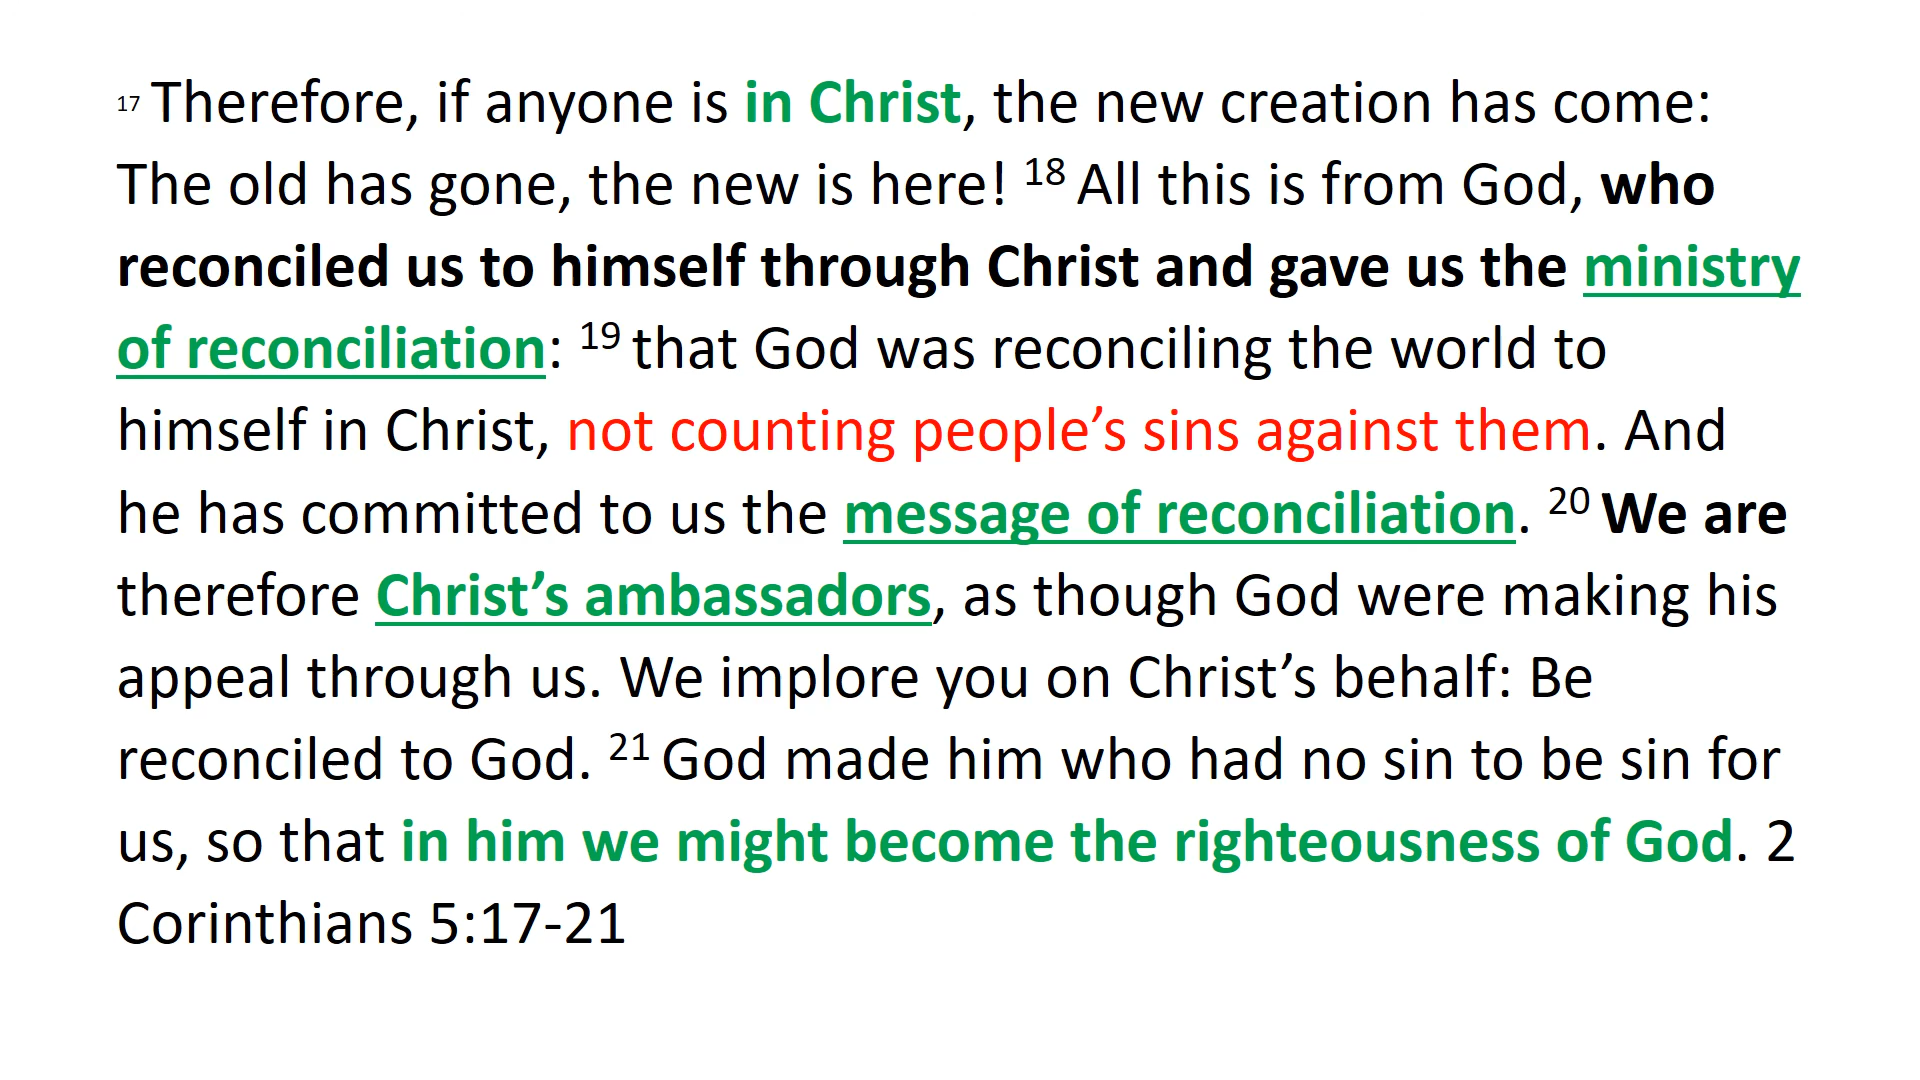 17 Therefore, if anyone is in Christ, the new creation has come:
The old has gone, the new is here! 18 All this is from God, who
reconciled us to himself through Christ and gave us the ministry
of reconciliation: 19 that God was reconciling the world to
himself in Christ, not counting people’s sins against them. And
he has committed to us the message of reconciliation. 20 We are
therefore Christ’s ambassadors, as though God were making his
appeal through us. We implore you on Christ’s behalf: Be
reconciled to God. 21 God made him who had no sin to be sin for
us, so that in him we might become the righteousness of God. 2
Corinthians 5:17-21